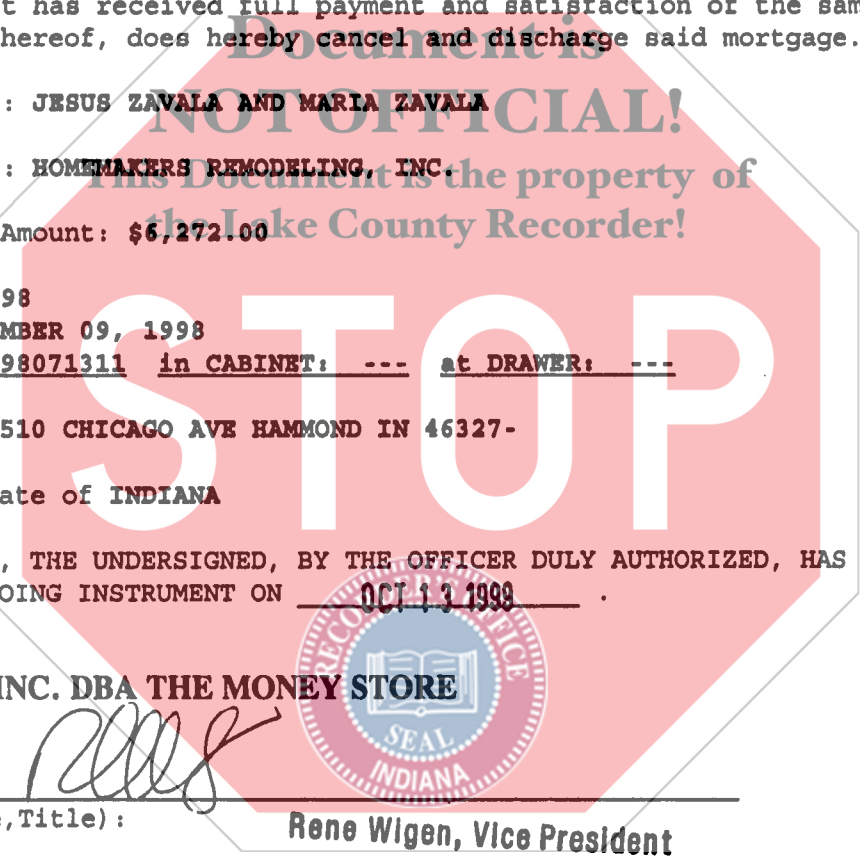 t has received full payment and satisfaction of the sam
hereof, does hereby cancel and discharge said mortgage.
Document is
NOT OFFICIAL!
This Document is the property of
the Lake County Recorder!
: JESUS ZAVALA AND MARIA ZAVALA
: HOMEMAKERS REMODELING, INC.
Amount: $6,272.00
98
MBER 09, 1998
98071311 in CABINET: --- at DRAWER: ---
STOP
510 CHICAGO AVE HAMMOND IN 46327-
ate of INDIANA
, THE UNDERSIGNED, BY THE OFFICER DULY AUTHORIZED, HAS
OING INSTRUMENT ON OCT 13 1999 .
RECORDER'S OFFICE
SEAL
INDIANA
INC. DBA THE MONEY STORE
,Title):
Rene Wigen, Vice President